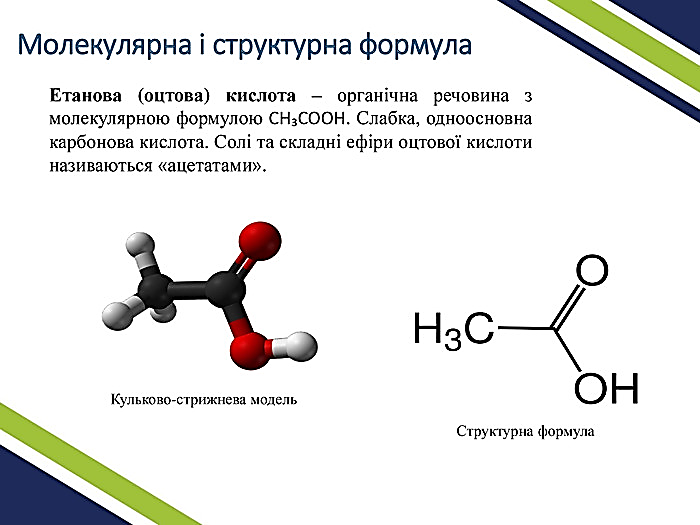 Молекулярна і структурна формула
Етанова (оцтова) кислота – органічна речовина з
молекулярною формулою CH₃COOH. Слабка, одноосновна
карбонова кислота. Солі та складні ефіри оцтової кислоти
називаються «ацетатами».
O
H₃C
OH
Кульково-стрижнева модель
Структурна формула